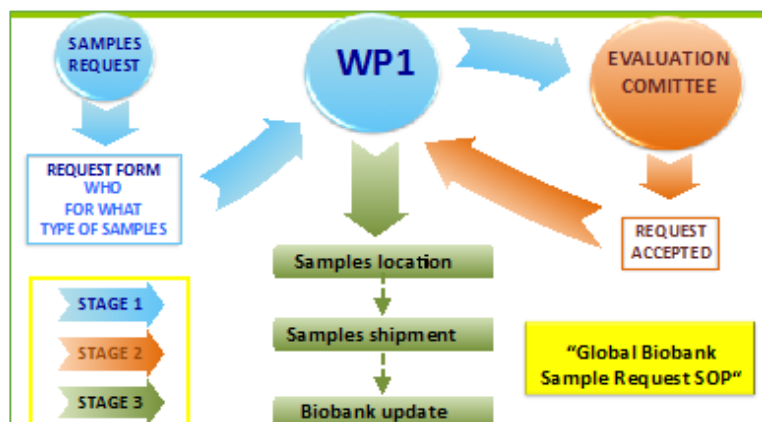 SAMPLES
REQUEST
WP1
EVALUATION
COMITTEE
REQUEST FORM
WHO
FOR WHAT
TYPE OF SAMPLES
REQUEST
ACCEPTED
Samples location
Samples shipment
Biobank update
STAGE 1
STAGE 2
STAGE 3
“Global Biobank
Sample Request SOP“